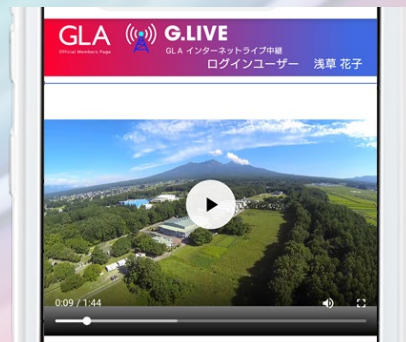 GLA
Official Members Page
G.LIVE
GLA インターネットライブ中継
ログインユーザー 浅草 花子
0:09 / 1:44